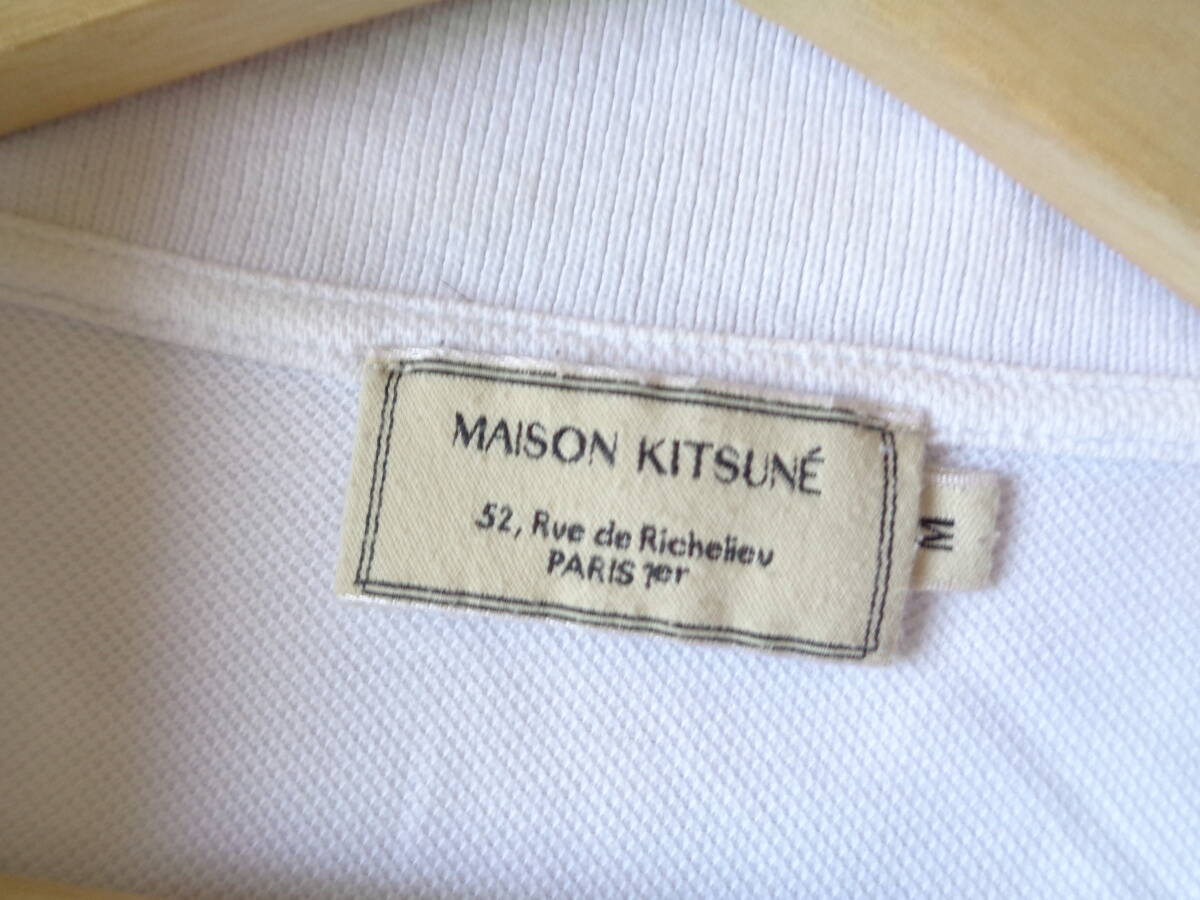 MAISON KITSUNÉ
52, Rue de Richelieu
PARIS 1er
M